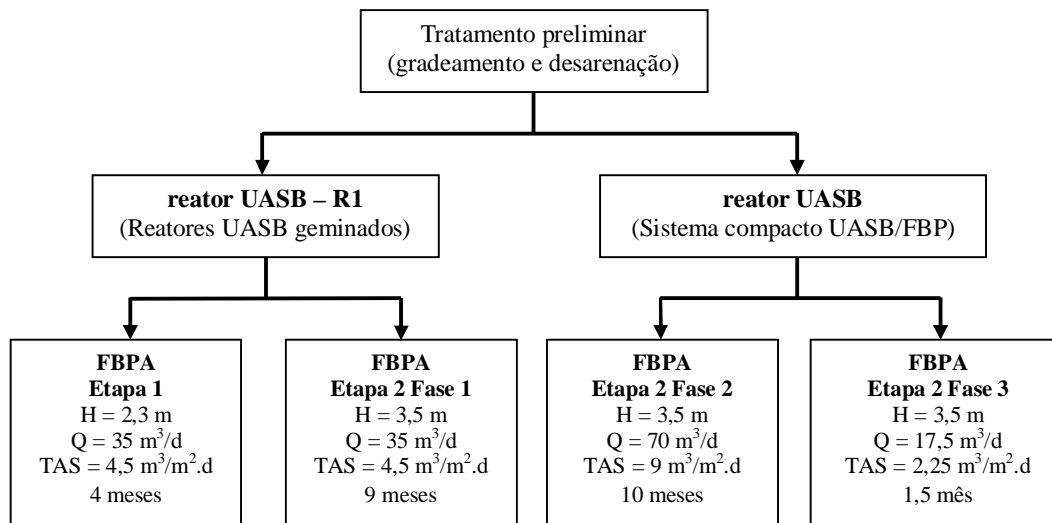 Tratamento preliminar
(gradeamento e desarenação)
reator UASB – R1
(Reatores UASB geminados)
reator UASB
(Sistema compacto UASB/FBP)
FBPA
Etapa 1
H = 2,3 m
Q = 35 m³/d
TAS = 4,5 m³/m².d
4 meses
FBPA
Etapa 2 Fase 1
H = 3,5 m
Q = 35 m³/d
TAS = 4,5 m³/m².d
9 meses
FBPA
Etapa 2 Fase 2
H = 3,5 m
Q = 70 m³/d
TAS = 9 m³/m².d
10 meses
FBPA
Etapa 2 Fase 3
H = 3,5 m
Q = 17,5 m³/d
TAS = 2,25 m³/m².d
1,5 mês